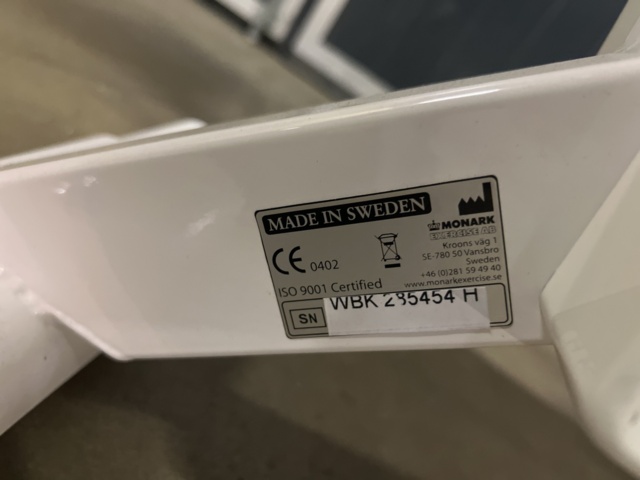 MADE IN SWEDEN
MONARK
EXERCISE AB
Kroons väg 1
SE-780 50 Vansbro
Sweden
+46 (0)281 59 49 40
www.monarkexercise.se
CE 0402
ISO 9001 Certified
SN WBK 285454 H